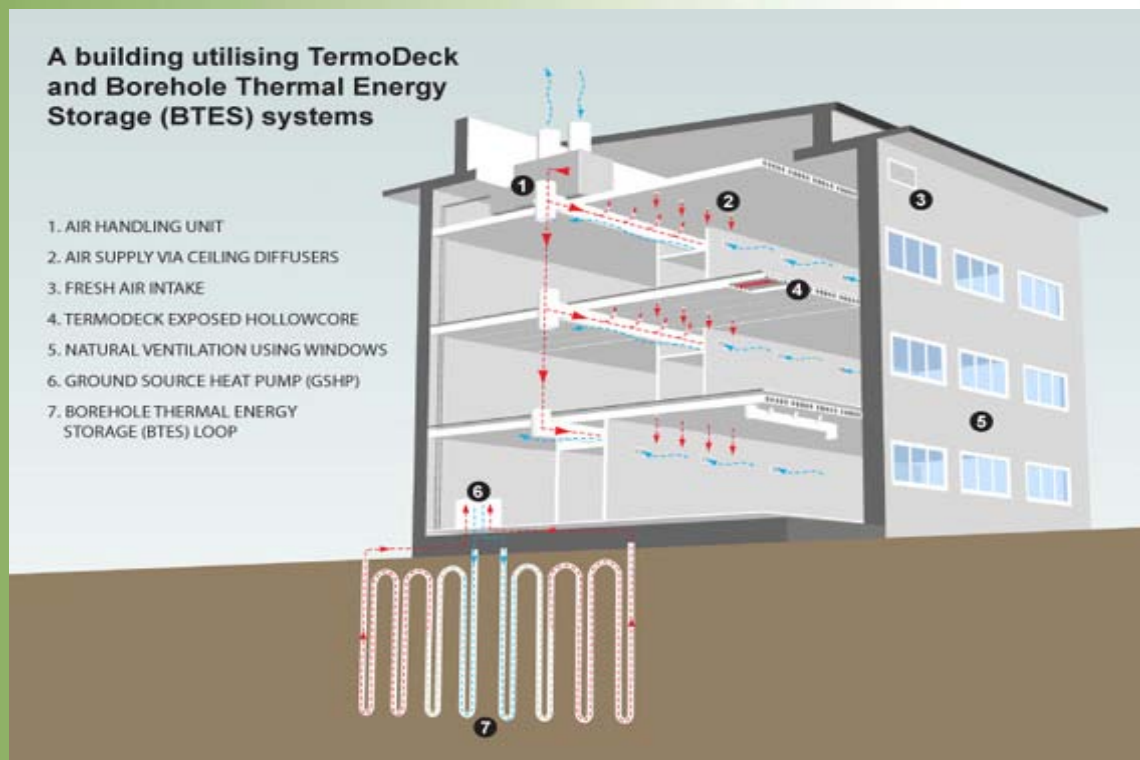 A building utilising TermoDeck
and Borehole Thermal Energy
Storage (BTES) systems
1. AIR HANDLING UNIT
2. AIR SUPPLY VIA CEILING DIFFUSERS
3. FRESH AIR INTAKE
4. TERMODECK EXPOSED HOLLOWCORE
5. NATURAL VENTILATION USING WINDOWS
6. GROUND SOURCE HEAT PUMP (GSHP)
7. BOREHOLE THERMAL ENERGY
STORAGE (BTES) LOOP
1
2
3
4
5
6
7